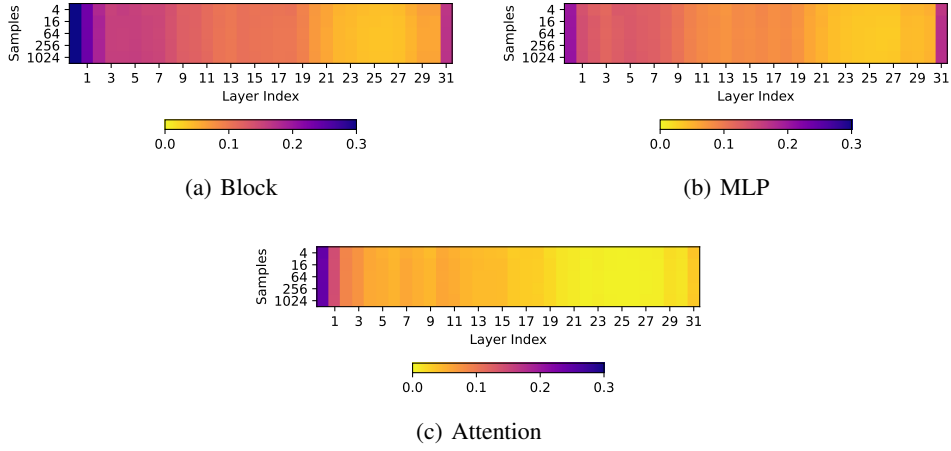 Samples
4
16
64
256
1024
1 3 5 7 9 11 13 15 17 19 21 23 25 27 29 31
Layer Index
0.0 0.1 0.2 0.3
(a) Block
Samples
4
16
64
256
1024
1 3 5 7 9 11 13 15 17 19 21 23 25 27 29 31
Layer Index
0.0 0.1 0.2 0.3
(b) MLP
Samples
4
16
64
256
1024
1 3 5 7 9 11 13 15 17 19 21 23 25 27 29 31
Layer Index
0.0 0.1 0.2 0.3
(c) Attention